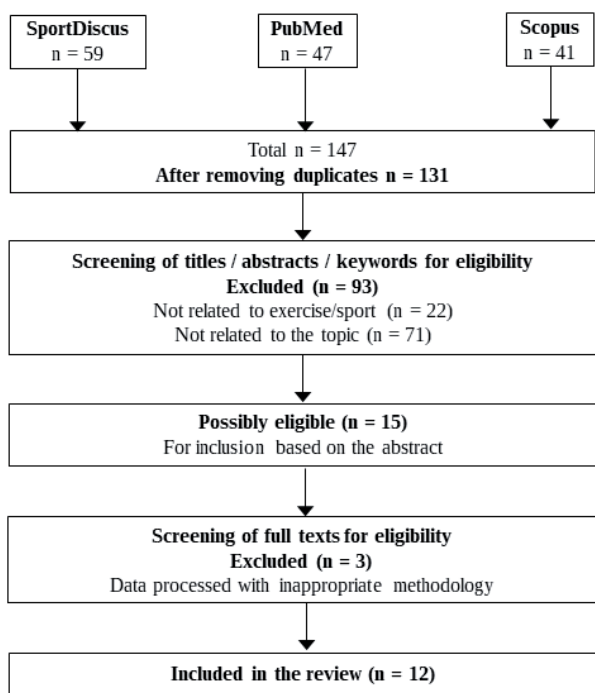 SportDiscus
n = 59
PubMed
n = 47
Scopus
n = 41
Total n = 147
After removing duplicates n = 131
Screening of titles / abstracts / keywords for eligibility
Excluded (n = 93)
Not related to exercise/sport (n = 22)
Not related to the topic (n = 71)
Possibly eligible (n = 15)
For inclusion based on the abstract
Screening of full texts for eligibility
Excluded (n = 3)
Data processed with inappropriate methodology
Included in the review (n = 12)